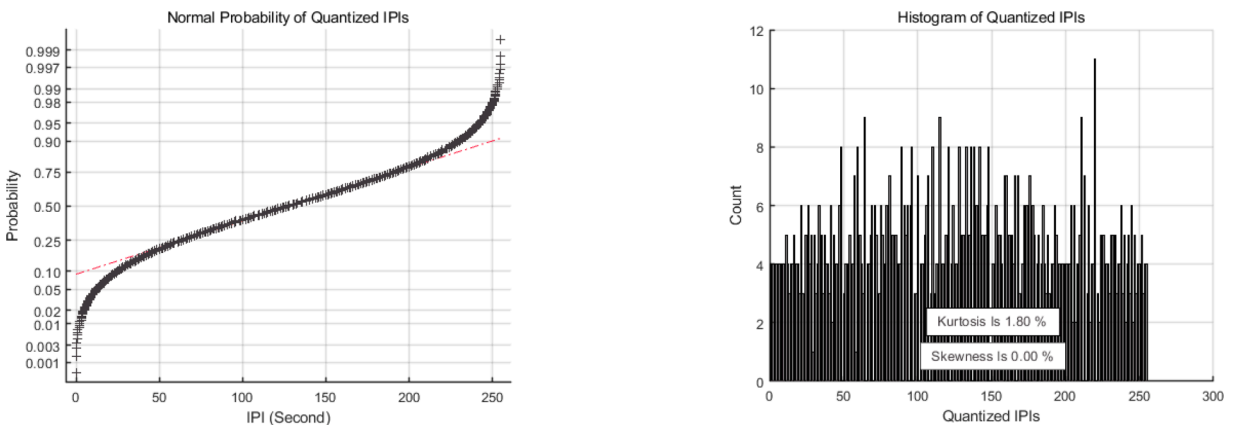 Normal Probability of Quantized IPIs
0.999
0.997
0.99
0.98
0.95
0.90
0.75
0.50
0.25
0.10
0.05
0.02
0.01
0.003
0.001
Probability
0 50 100 150 200 250
IPI (Second)
Histogram of Quantized IPIs
12
10
8
6
4
2
0
Count
Kurtosis Is 1.80 %
Skewness Is 0.00 %
0 50 100 150 200 250 300
Quantized IPIs